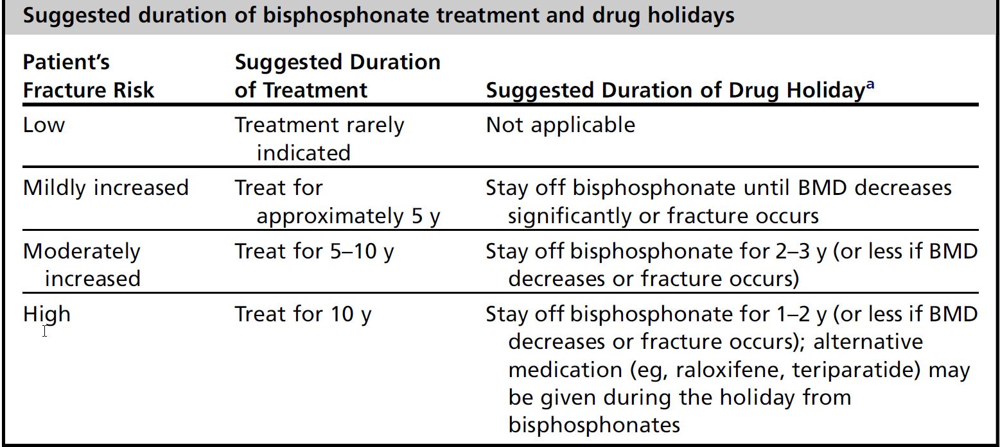 Suggested duration of bisphosphonate treatment and drug holidays
Patient's
Fracture Risk
Suggested Duration
of Treatment
Suggested Duration of Drug Holidayᵃ
Low
Treatment rarely
indicated
Not applicable
Mildly increased
Treat for
approximately 5 y
Stay off bisphosphonate until BMD decreases
significantly or fracture occurs
Moderately
increased
Treat for 5–10 y
Stay off bisphosphonate for 2–3 y (or less if BMD
decreases or fracture occurs)
High
Treat for 10 y
Stay off bisphosphonate for 1–2 y (or less if BMD
decreases or fracture occurs); alternative
medication (eg, raloxifene, teriparatide) may
be given during the holiday from
bisphosphonates